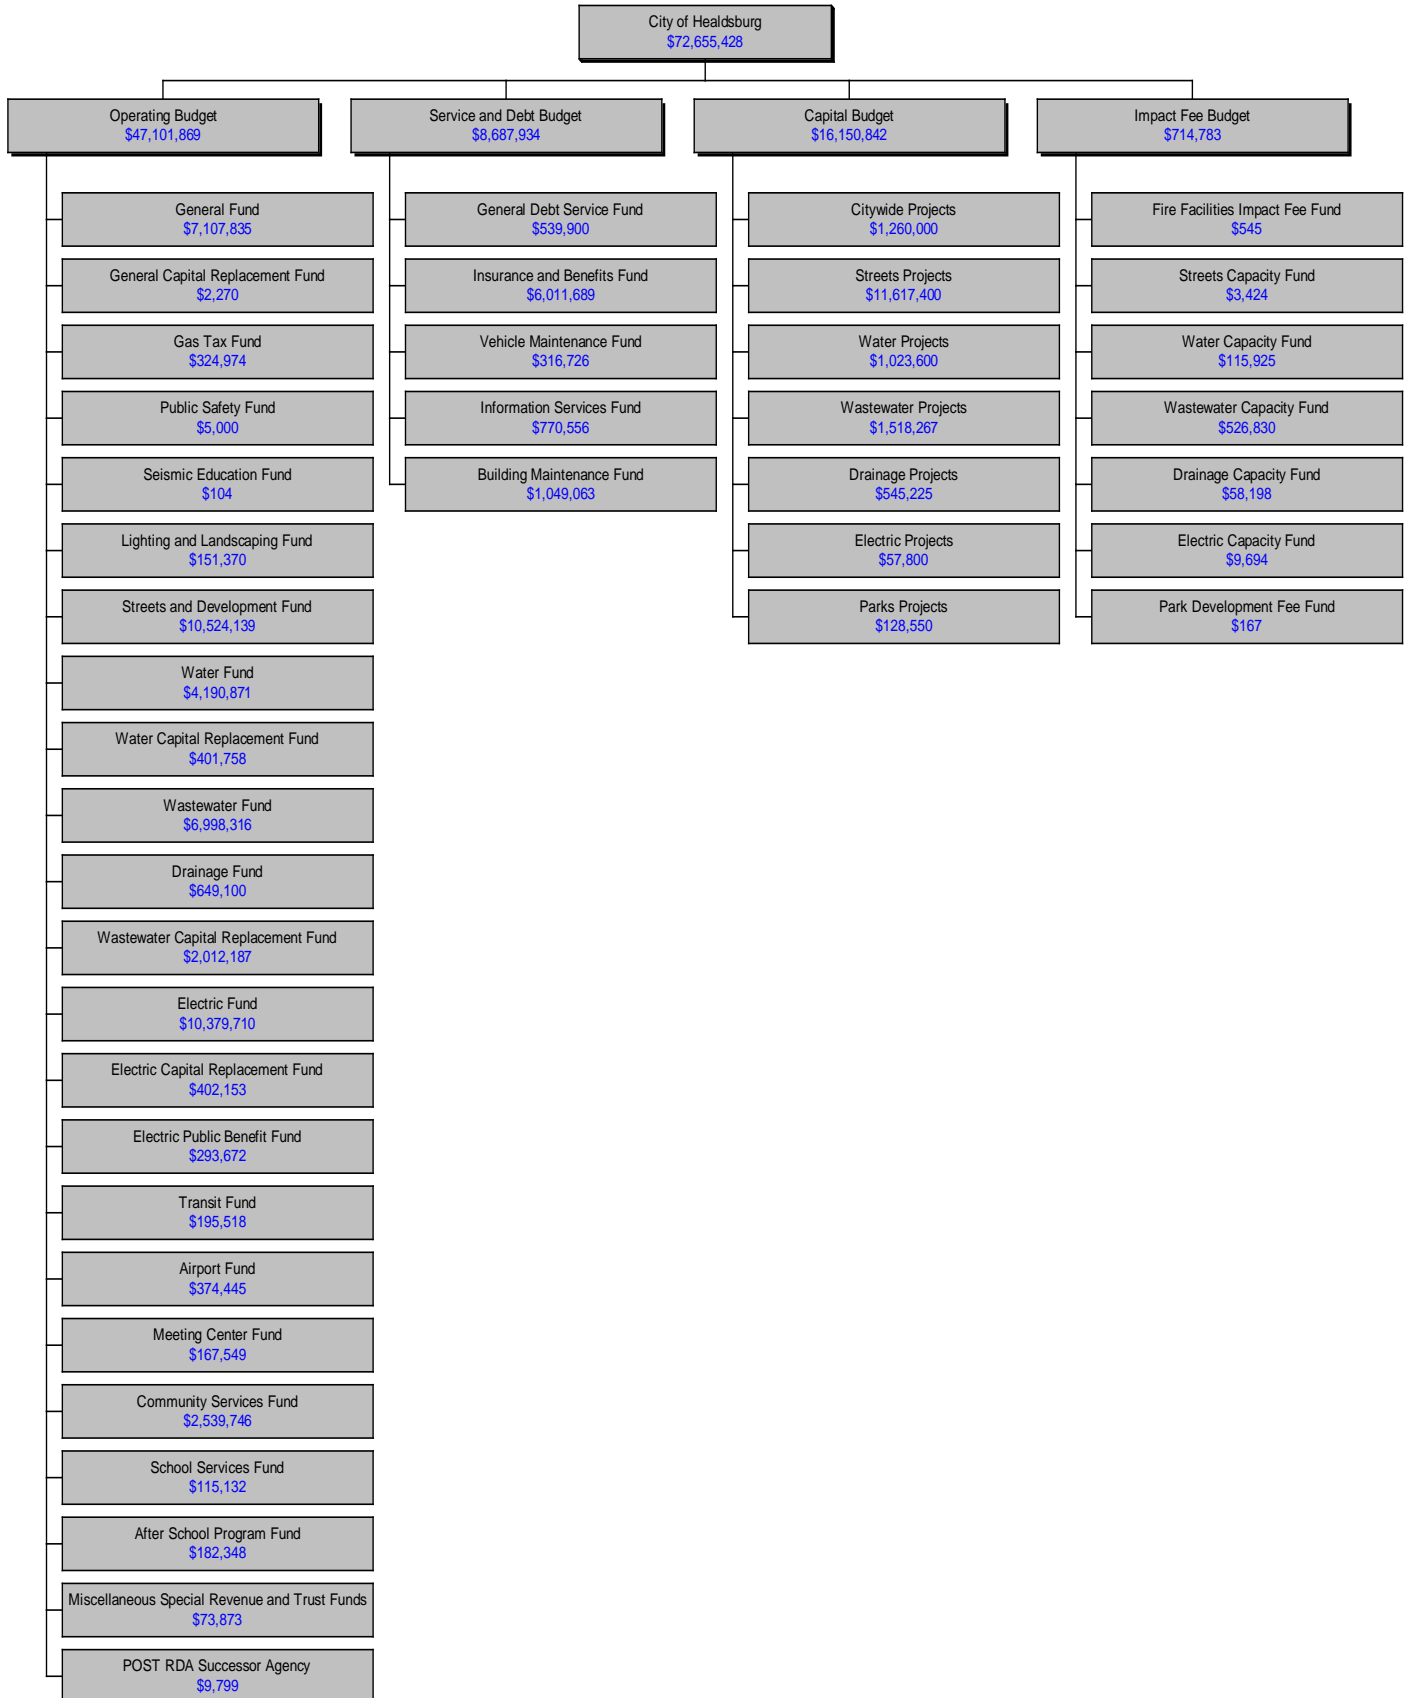 City of Healdsburg
$72,655,428
Operating Budget
$47,101,869
General Fund
$7,107,835
General Capital Replacement Fund
$2,270
Gas Tax Fund
$324,974
Public Safety Fund
$5,000
Seismic Education Fund
$104
Lighting and Landscaping Fund
$151,370
Streets and Development Fund
$10,524,139
Water Fund
$4,190,871
Water Capital Replacement Fund
$401,758
Wastewater Fund
$6,998,316
Drainage Fund
$649,100
Wastewater Capital Replacement Fund
$2,012,187
Electric Fund
$10,379,710
Electric Capital Replacement Fund
$402,153
Electric Public Benefit Fund
$293,672
Transit Fund
$195,518
Airport Fund
$374,445
Meeting Center Fund
$167,549
Community Services Fund
$2,539,746
School Services Fund
$115,132
After School Program Fund
$182,348
Miscellaneous Special Revenue and Trust Funds
$73,873
POST RDA Successor Agency
$9,799
Service and Debt Budget
$8,687,934
General Debt Service Fund
$539,900
Insurance and Benefits Fund
$6,011,689
Vehicle Maintenance Fund
$316,726
Information Services Fund
$770,556
Building Maintenance Fund
$1,049,063
Capital Budget
$16,150,842
Citywide Projects
$1,260,000
Streets Projects
$11,617,400
Water Projects
$1,023,600
Wastewater Projects
$1,518,267
Drainage Projects
$545,225
Electric Projects
$57,800
Parks Projects
$128,550
Impact Fee Budget
$714,783
Fire Facilities Impact Fee Fund
$545
Streets Capacity Fund
$3,424
Water Capacity Fund
$115,925
Wastewater Capacity Fund
$526,830
Drainage Capacity Fund
$58,198
Electric Capacity Fund
$9,694
Park Development Fee Fund
$167